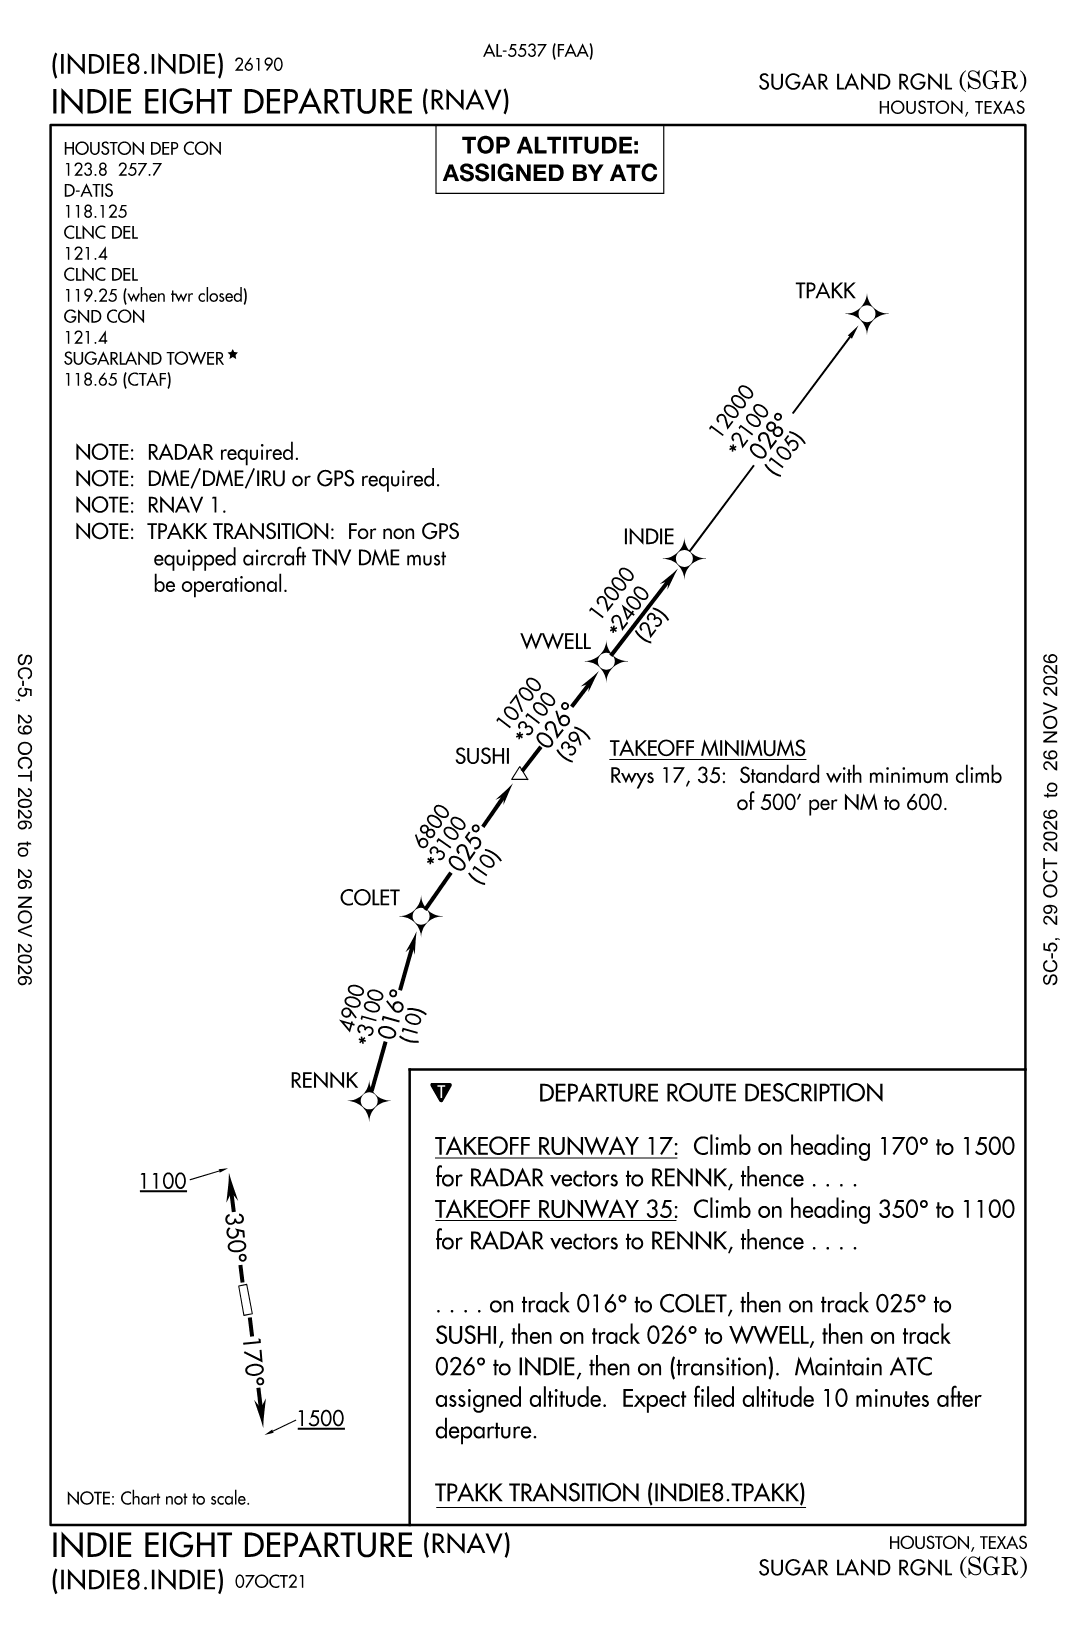 (INDIE8.INDIE) 26190
AL-5537 (FAA)
INDIE EIGHT DEPARTURE (RNAV)
SUGAR LAND RGNL (SGR)
HOUSTON, TEXAS
TOP ALTITUDE:
ASSIGNED BY ATC
HOUSTON DEP CON
123.8 257.7
D-ATIS
118.125
CLNC DEL
121.4
CLNC DEL
119.25 (when twr closed)
GND CON
121.4
SUGARLAND TOWER ★
118.65 (CTAF)
NOTE: RADAR required.
NOTE: DME/DME/IRU or GPS required.
NOTE: RNAV 1.
NOTE: TPAKK TRANSITION: For non GPS
equipped aircraft TNV DME must
be operational.
TPAKK
12000
*2100
028°
(105)
INDIE
12000
*2400
(23)
WWELL
10700
*3100
026°
(39)
SUSHI
6800
*3100
025°
(10)
COLET
4900
*3100
016°
(10)
RENNK
TAKEOFF MINIMUMS
Rwys 17, 35: Standard with minimum climb
of 500' per NM to 600.
SC-5, 29 OCT 2026 to 26 NOV 2026
SC-5, 29 OCT 2026 to 26 NOV 2026
1100
350°
170°
1500
NOTE: Chart not to scale.
T
DEPARTURE ROUTE DESCRIPTION
TAKEOFF RUNWAY 17: Climb on heading 170° to 1500
for RADAR vectors to RENNK, thence . . . .
TAKEOFF RUNWAY 35: Climb on heading 350° to 1100
for RADAR vectors to RENNK, thence . . . .
. . . . on track 016° to COLET, then on track 025° to
SUSHI, then on track 026° to WWELL, then on track
026° to INDIE, then on (transition). Maintain ATC
assigned altitude. Expect filed altitude 10 minutes after
departure.
TPAKK TRANSITION (INDIE8.TPAKK)
INDIE EIGHT DEPARTURE (RNAV)
(INDIE8.INDIE) 07OCT21
HOUSTON, TEXAS
SUGAR LAND RGNL (SGR)